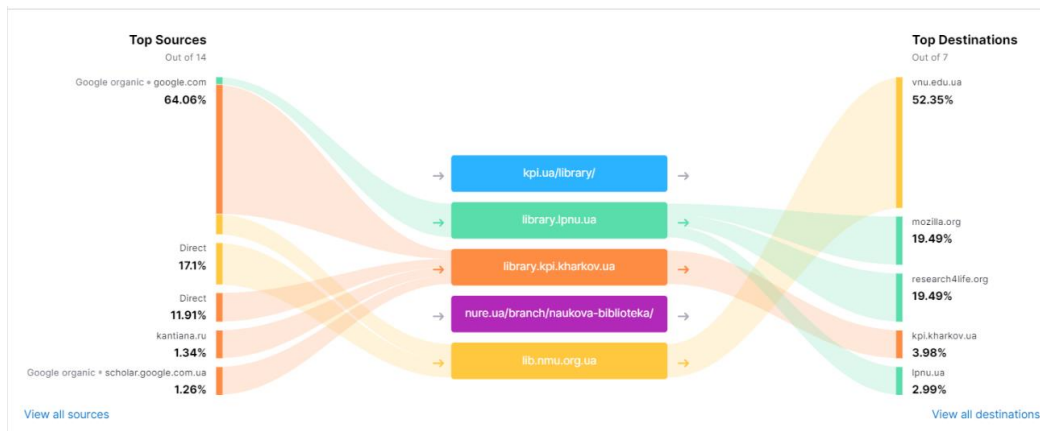 Top Sources
Out of 14
Google organic • google.com
64.06%
Direct
17.1%
Direct
11.91%
kantiana.ru
1.34%
Google organic • scholar.google.com.ua
1.26%
View all sources
kpi.ua/library/
library.lpnu.ua
library.kpi.kharkov.ua
nure.ua/branch/naukova-biblioteka/
lib.nmu.org.ua
Top Destinations
Out of 7
vnu.edu.ua
52.35%
mozilla.org
19.49%
research4life.org
19.49%
kpi.kharkov.ua
3.98%
lpnu.ua
2.99%
View all destinations